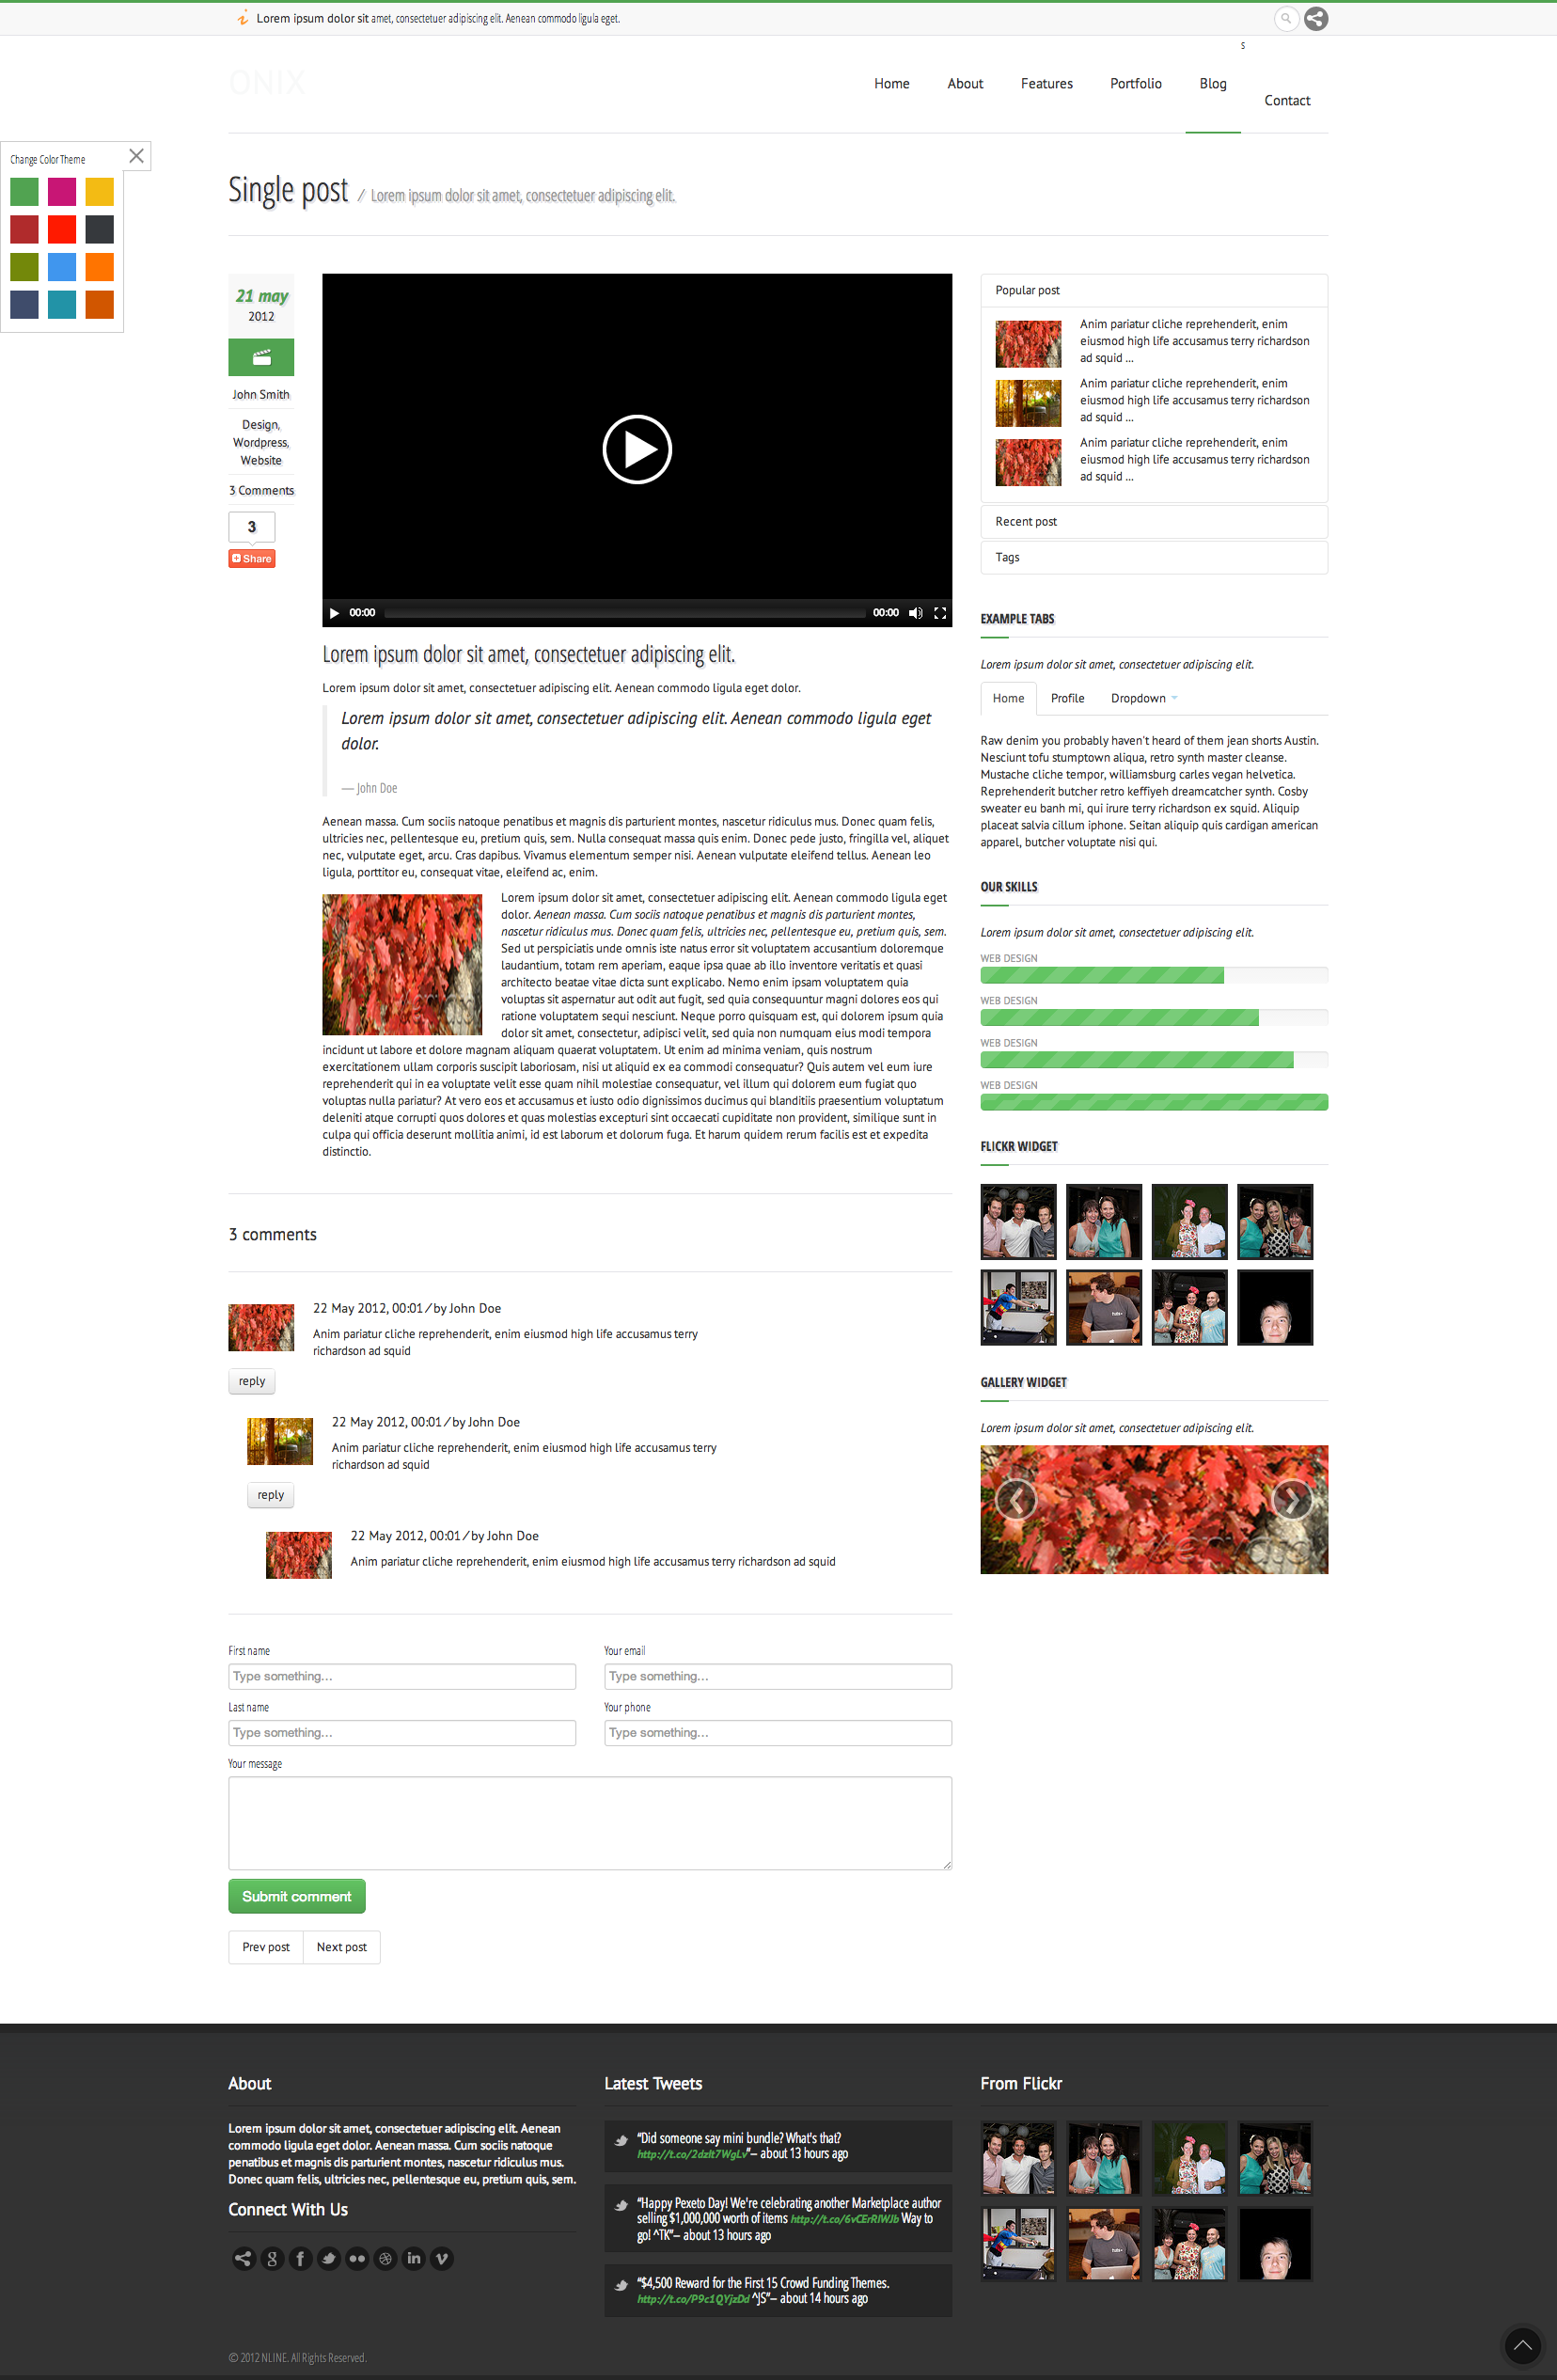 Lorem ipsum dolor sit amet, consectetuer adipiscing elit. Aenean commodo ligula eget.
s
ONIX
Home
About
Features
Portfolio
Blog
Contact
Change Color Theme
Single post / Lorem ipsum dolor sit amet, consectetuer adipiscing elit.
21 may
2012
John Smith
Design,
Wordpress,
Website
3 Comments
3
Share
00:00
00:00
Lorem ipsum dolor sit amet, consectetuer adipiscing elit.
Lorem ipsum dolor sit amet, consectetuer adipiscing elit. Aenean commodo ligula eget dolor.
Lorem ipsum dolor sit amet, consectetuer adipiscing elit. Aenean commodo ligula eget
dolor.
— John Doe
Aenean massa. Cum sociis natoque penatibus et magnis dis parturient montes, nascetur ridiculus mus. Donec quam felis,
ultricies nec, pellentesque eu, pretium quis, sem. Nulla consequat massa quis enim. Donec pede justo, fringilla vel, aliquet
nec, vulputate eget, arcu. Cras dapibus. Vivamus elementum semper nisi. Aenean vulputate eleifend tellus. Aenean leo
ligula, porttitor eu, consequat vitae, eleifend ac, enim.
Lorem ipsum dolor sit amet, consectetuer adipiscing elit. Aenean commodo ligula eget
dolor. Aenean massa. Cum sociis natoque penatibus et magnis dis parturient montes,
nascetur ridiculus mus. Donec quam felis, ultricies nec, pellentesque eu, pretium quis, sem.
Sed ut perspiciatis unde omnis iste natus error sit voluptatem accusantium doloremque
laudantium, totam rem aperiam, eaque ipsa quae ab illo inventore veritatis et quasi
architecto beatae vitae dicta sunt explicabo. Nemo enim ipsam voluptatem quia
voluptas sit aspernatur aut odit aut fugit, sed quia consequuntur magni dolores eos qui
ratione voluptatem sequi nesciunt. Neque porro quisquam est, qui dolorem ipsum quia
dolor sit amet, consectetur, adipisci velit, sed quia non numquam eius modi tempora
incidunt ut labore et dolore magnam aliquam quaerat voluptatem. Ut enim ad minima veniam, quis nostrum
exercitationem ullam corporis suscipit laboriosam, nisi ut aliquid ex ea commodi consequatur? Quis autem vel eum iure
reprehenderit qui in ea voluptate velit esse quam nihil molestiae consequatur, vel illum qui dolorem eum fugiat quo
voluptas nulla pariatur? At vero eos et accusamus et iusto odio dignissimos ducimus qui blanditiis praesentium voluptatum
deleniti atque corrupti quos dolores et quas molestias excepturi sint occaecati cupiditate non provident, similique sunt in
culpa qui officia deserunt mollitia animi, id est laborum et dolorum fuga. Et harum quidem rerum facilis est et expedita
distinctio.
3 comments
22 May 2012, 00:01 / by John Doe
Anim pariatur cliche reprehenderit, enim eiusmod high life accusamus terry
richardson ad squid
reply
22 May 2012, 00:01 / by John Doe
Anim pariatur cliche reprehenderit, enim eiusmod high life accusamus terry
richardson ad squid
reply
22 May 2012, 00:01 / by John Doe
Anim pariatur cliche reprehenderit, enim eiusmod high life accusamus terry richardson ad squid
First name
Type something...
Your email
Type something...
Last name
Type something...
Your phone
Type something...
Your message
Submit comment
Prev post
Next post
Popular post
Anim pariatur cliche reprehenderit, enim
eiusmod high life accusamus terry richardson
ad squid ...
Anim pariatur cliche reprehenderit, enim
eiusmod high life accusamus terry richardson
ad squid ...
Anim pariatur cliche reprehenderit, enim
eiusmod high life accusamus terry richardson
ad squid ...
Recent post
Tags
EXAMPLE TABS
Lorem ipsum dolor sit amet, consectetuer adipiscing elit.
Home
Profile
Dropdown
Raw denim you probably haven't heard of them jean shorts Austin.
Nesciunt tofu stumptown aliqua, retro synth master cleanse.
Mustache cliche tempor, williamsburg carles vegan helvetica.
Reprehenderit butcher retro keffiyeh dreamcatcher synth. Cosby
sweater eu banh mi, qui irure terry richardson ex squid. Aliquip
placeat salvia cillum iphone. Seitan aliquip quis cardigan american
apparel, butcher voluptate nisi qui.
OUR SKILLS
Lorem ipsum dolor sit amet, consectetuer adipiscing elit.
WEB DESIGN
WEB DESIGN
WEB DESIGN
WEB DESIGN
FLICKR WIDGET
GALLERY WIDGET
Lorem ipsum dolor sit amet, consectetuer adipiscing elit.
About
Lorem ipsum dolor sit amet, consectetuer adipiscing elit. Aenean
commodo ligula eget dolor. Aenean massa. Cum sociis natoque
penatibus et magnis dis parturient montes, nascetur ridiculus mus.
Donec quam felis, ultricies nec, pellentesque eu, pretium quis, sem.
Connect With Us
Latest Tweets
“Did someone say mini bundle? What's that?
http://t.co/2dzlt7WgLv”– about 13 hours ago
“Happy Pexeto Day! We're celebrating another Marketplace author
selling $1,000,000 worth of items http://t.co/6vCErRIWJb Way to
go! ^TK”– about 13 hours ago
“$4,500 Reward for the First 15 Crowd Funding Themes.
http://t.co/P9c1QYjzDd ^JS”– about 14 hours ago
From Flickr
© 2012 NLINE. All Rights Reserved.